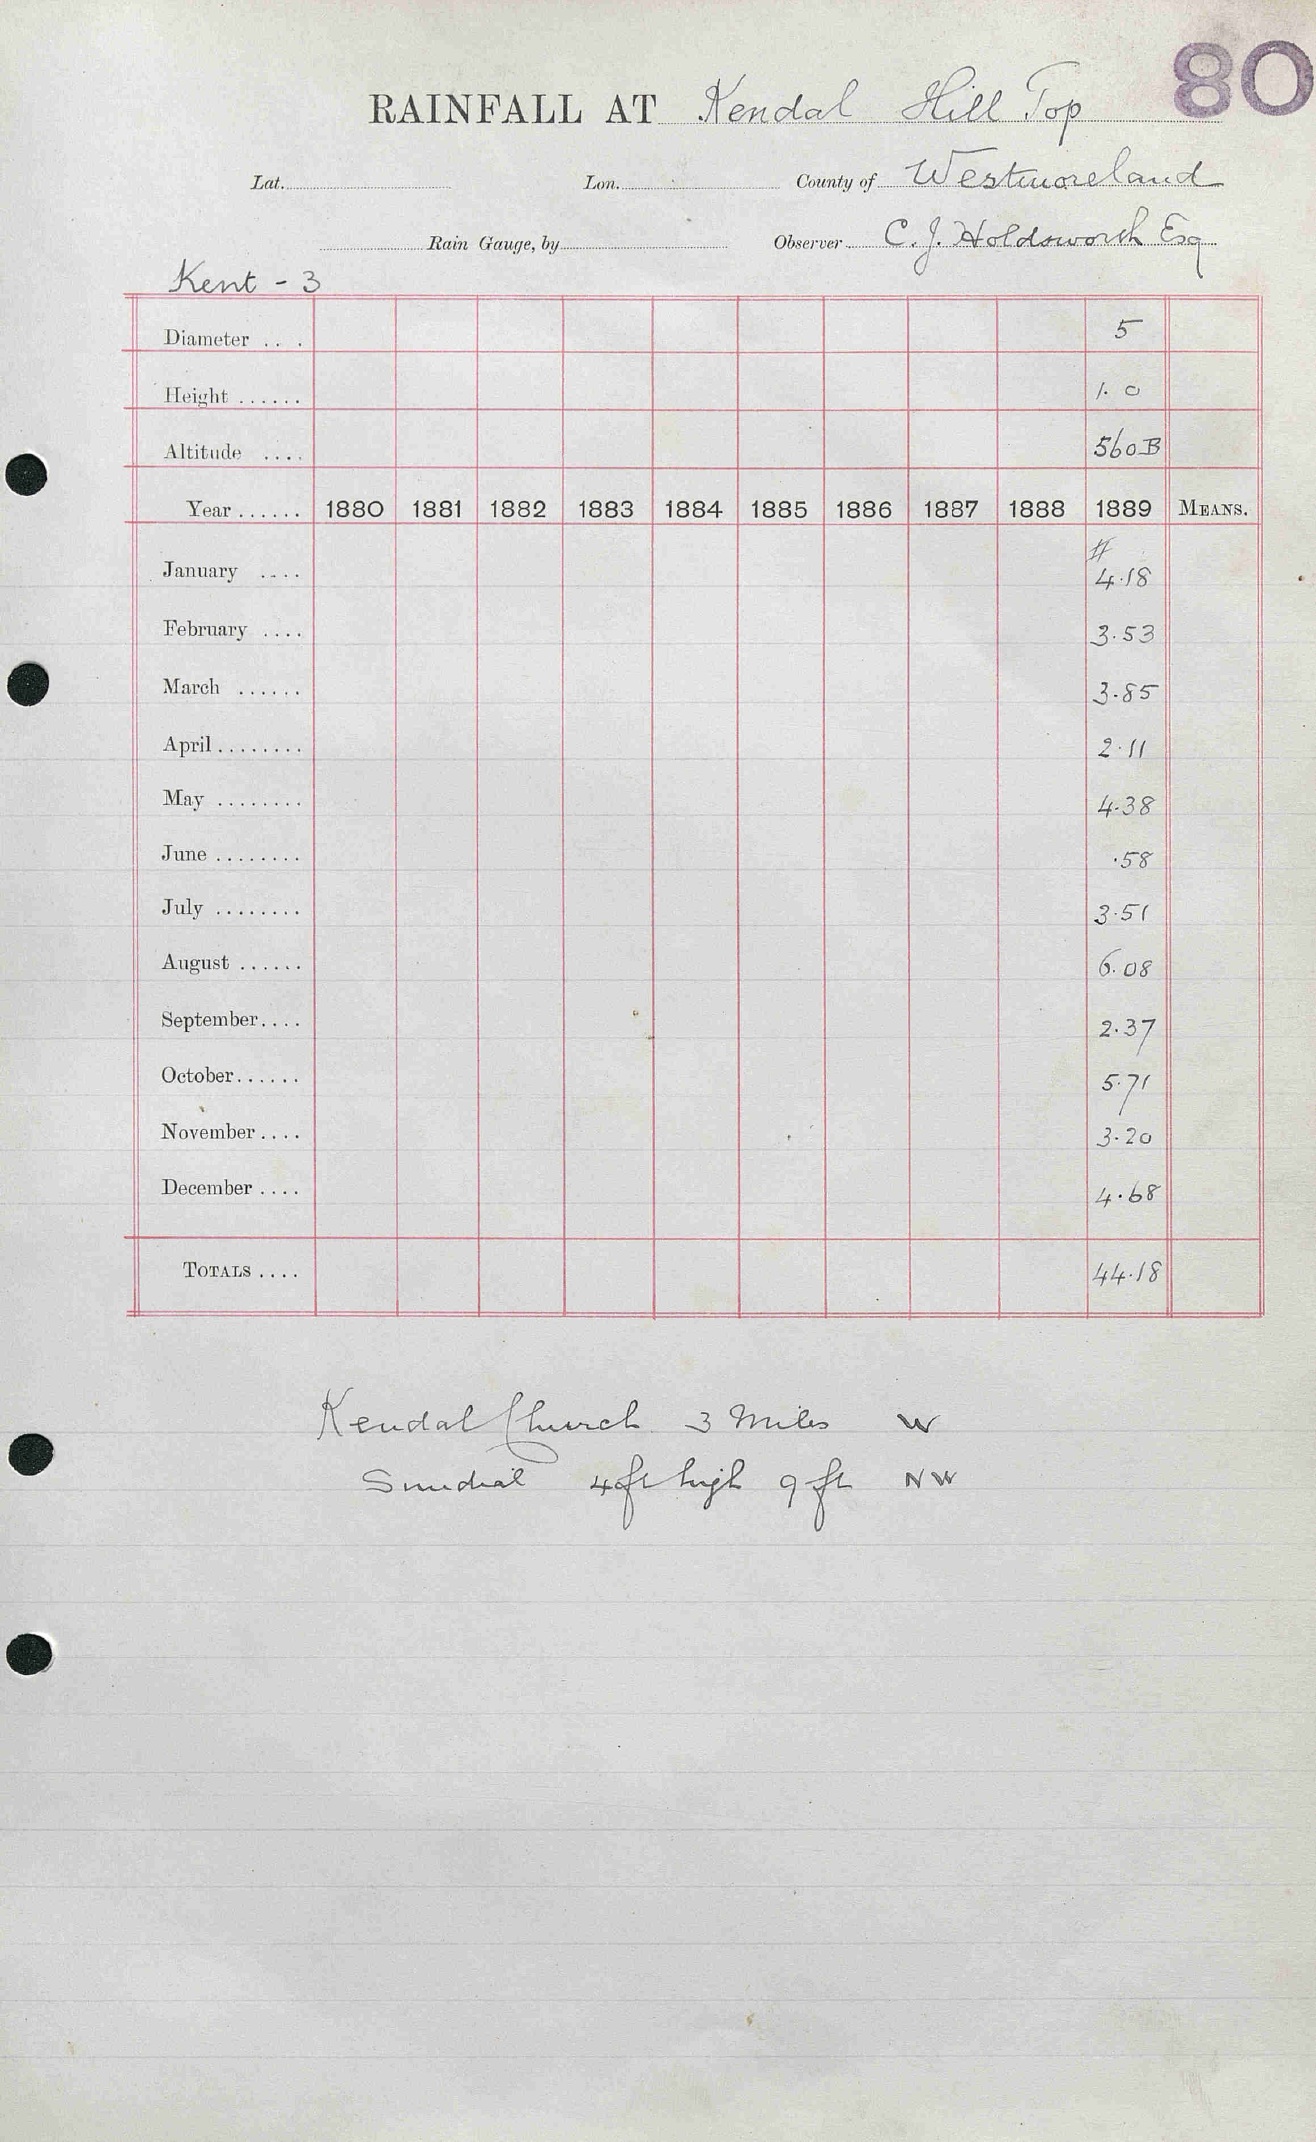 80
RAINFALL AT Kendal Hill Top
Lat. Lon. County of Westmoreland
Rain Gauge, by Observer C. J. Holdsworth Esq
Kent - 3
Diameter .. . 5
Height ...... 1.0
Altitude .... 560B
Year ...... 1880 1881 1882 1883 1884 1885 1886 1887 1888 1889 MEANS.
#
January .... 4.18
February .... 3.53
March ...... 3.85
April ........ 2.11
May ........ 4.38
June ........ .58
July ........ 3.51
August ...... 6.08
September .... 2.37
October ...... 5.71
November .... 3.20
December .... 4.68
TOTALS .... 44.18
Kendal Church 3 Miles W
Sundial 4ft high 9 ft NW